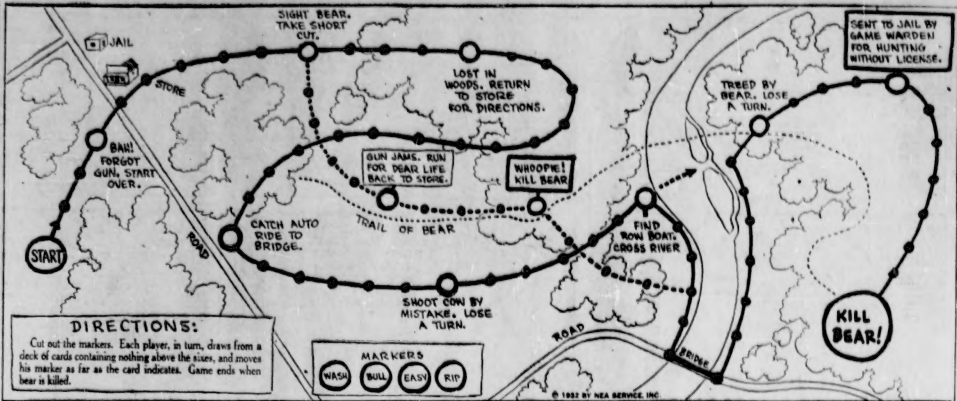 SIGHT BEAR.
TAKE SHORT
CUT.
SENT TO JAIL BY
GAME WARDEN
FOR HUNTING
WITHOUT LICENSE.
JAIL
STORE
LOST IN
WOODS. RETURN
TO STORE
FOR DIRECTIONS.
TREED BY
BEAR. LOSE
A TURN.
BAH!
FORGOT
GUN, START
OVER.
GUN JAMS. RUN
FOR DEAR LIFE
BACK TO STORE.
WHOOPIE!
KILL BEAR
START
ROAD
CATCH AUTO
RIDE TO
BRIDGE.
TRAIL OF BEAR
FIND
ROW BOAT.
CROSS RIVER
SHOOT COW BY
MISTAKE. LOSE
A TURN.
KILL
BEAR!
ROAD
BRIDGE
DIRECTIONS:
Cut out the markers. Each player, in turn, draws from a
deck of cards containing nothing above the sixes, and moves
his marker as far as the card indicates. Game ends when
bear is killed.
MARKERS
WASH BULL EASY RIP
© 1932 BY NEA SERVICE, INC.